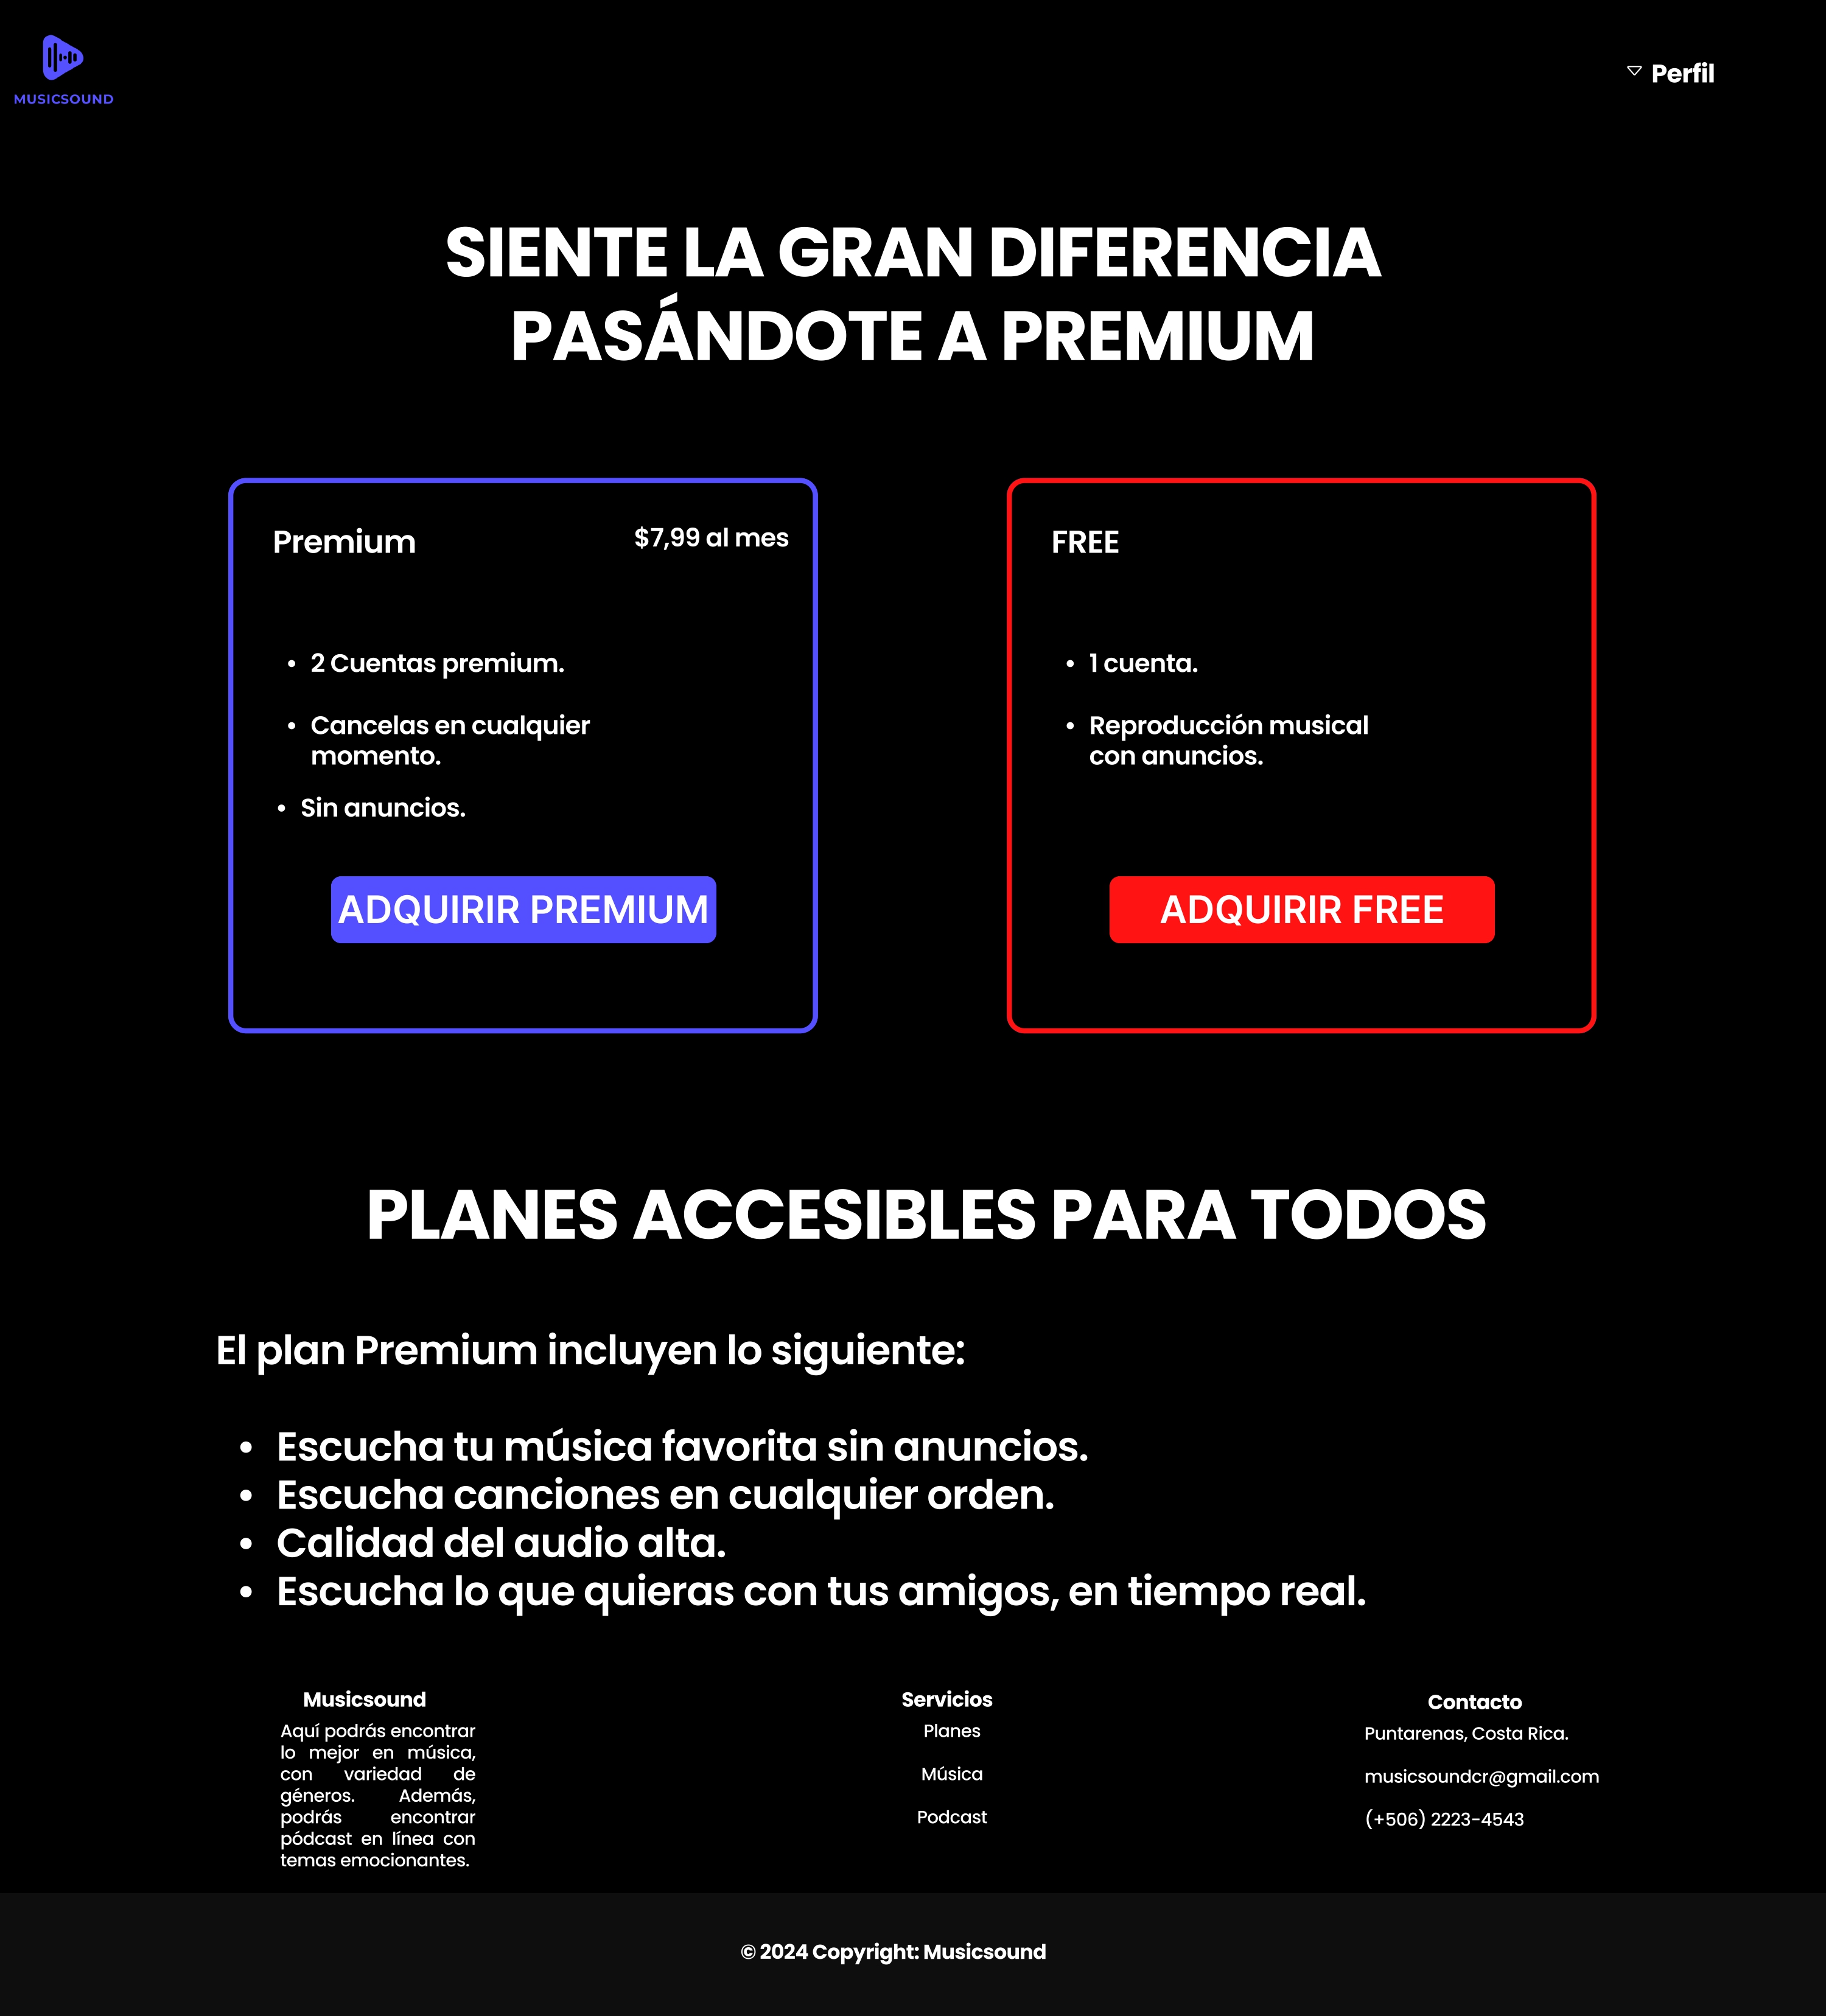 MUSICSOUND
Perfil
SIENTE LA GRAN DIFERENCIA
PASÁNDOTE A PREMIUM
Premium
$7,99 al mes
• 2 Cuentas premium.
• Cancelas en cualquier
momento.
• Sin anuncios.
ADQUIRIR PREMIUM
FREE
• 1 cuenta.
• Reproducción musical
con anuncios.
ADQUIRIR FREE
PLANES ACCESIBLES PARA TODOS
El plan Premium incluyen lo siguiente:
• Escucha tu música favorita sin anuncios.
• Escucha canciones en cualquier orden.
• Calidad del audio alta.
• Escucha lo que quieras con tus amigos, en tiempo real.
Musicsound
Aquí podrás encontrar
lo mejor en música,
con variedad de
géneros. Además,
podrás encontrar
pódcast en línea con
temas emocionantes.
Servicios
Planes
Música
Podcast
Contacto
Puntarenas, Costa Rica.
musicsoundcr@gmail.com
(+506) 2223-4543
© 2024 Copyright: Musicsound